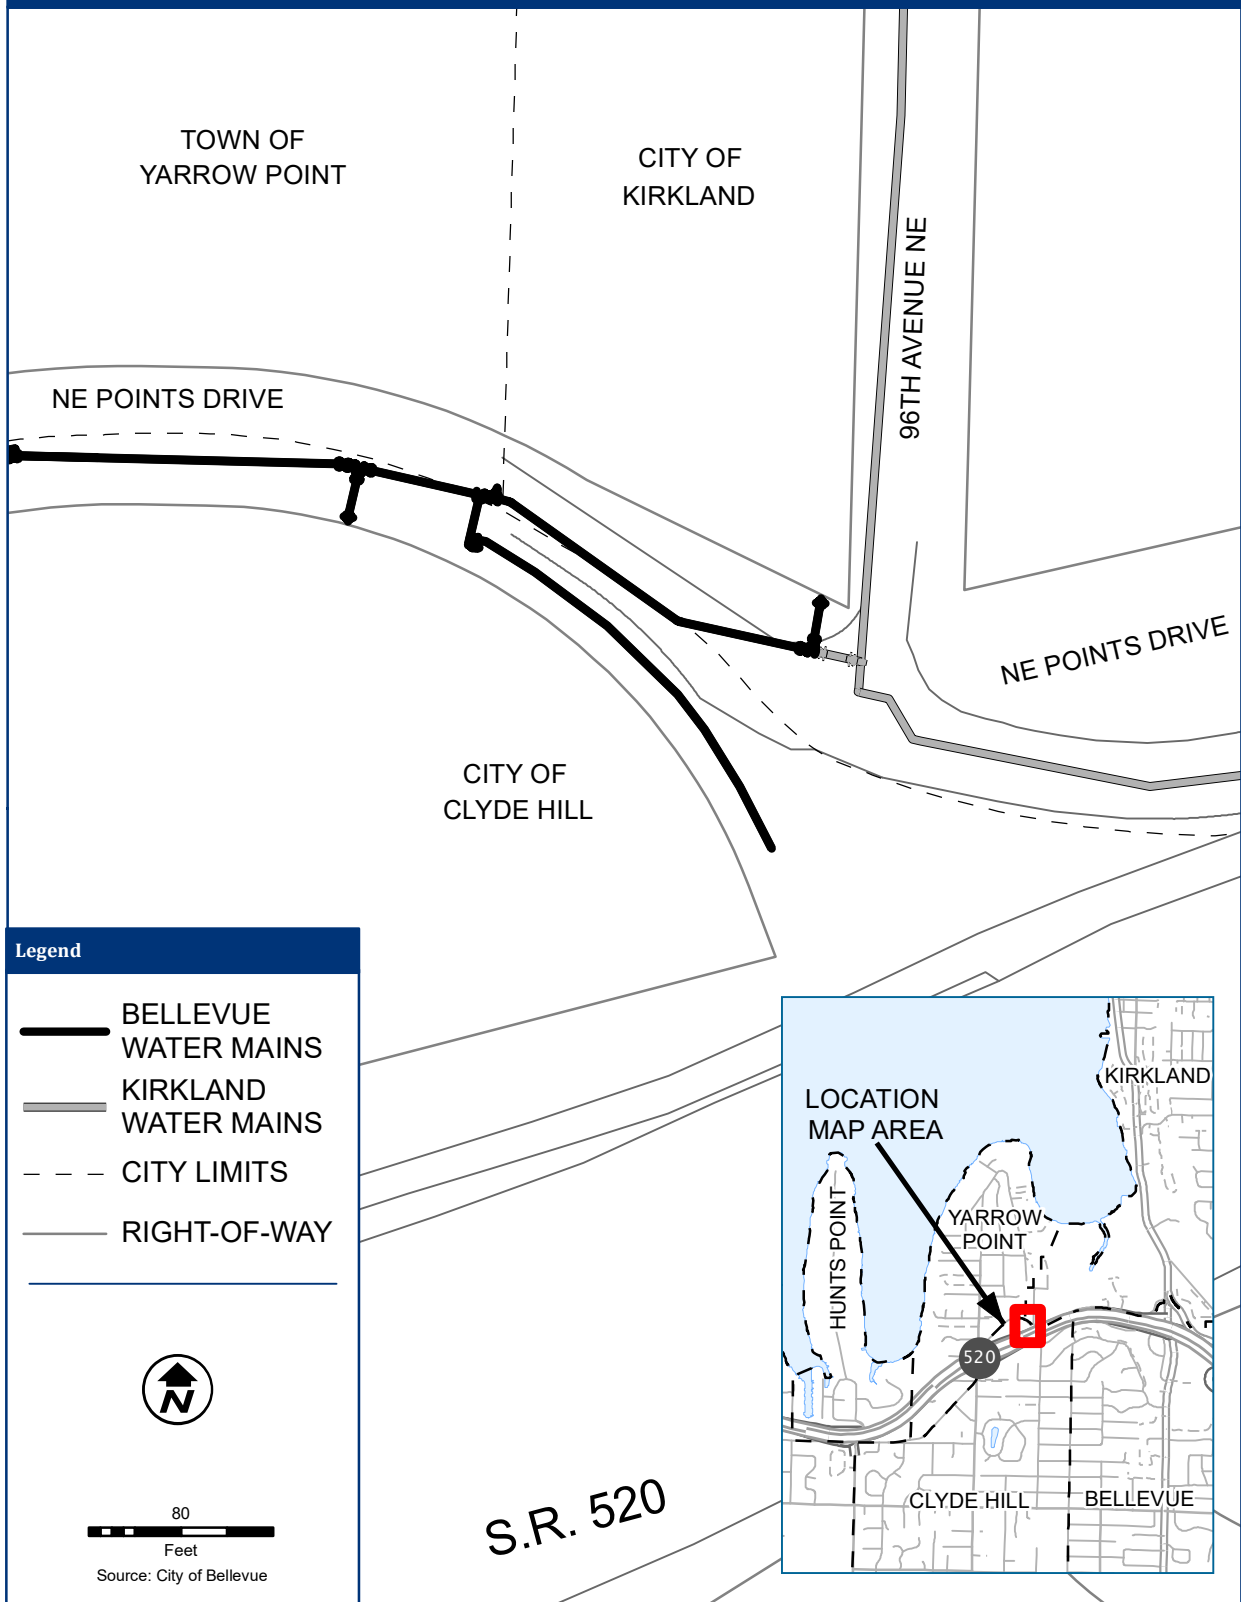 TOWN OF
YARROW POINT
CITY OF
KIRKLAND
96TH AVENUE NE
NE POINTS DRIVE
NE POINTS DRIVE
CITY OF
CLYDE HILL
Legend
BELLEVUE
WATER MAINS
KIRKLAND
WATER MAINS
CITY LIMITS
RIGHT-OF-WAY
N
80
Feet
Source: City of Bellevue
S.R. 520
KIRKLAND
LOCATION
MAP AREA
HUNTS POINT
YARROW
POINT
520
CLYDE HILL
BELLEVUE